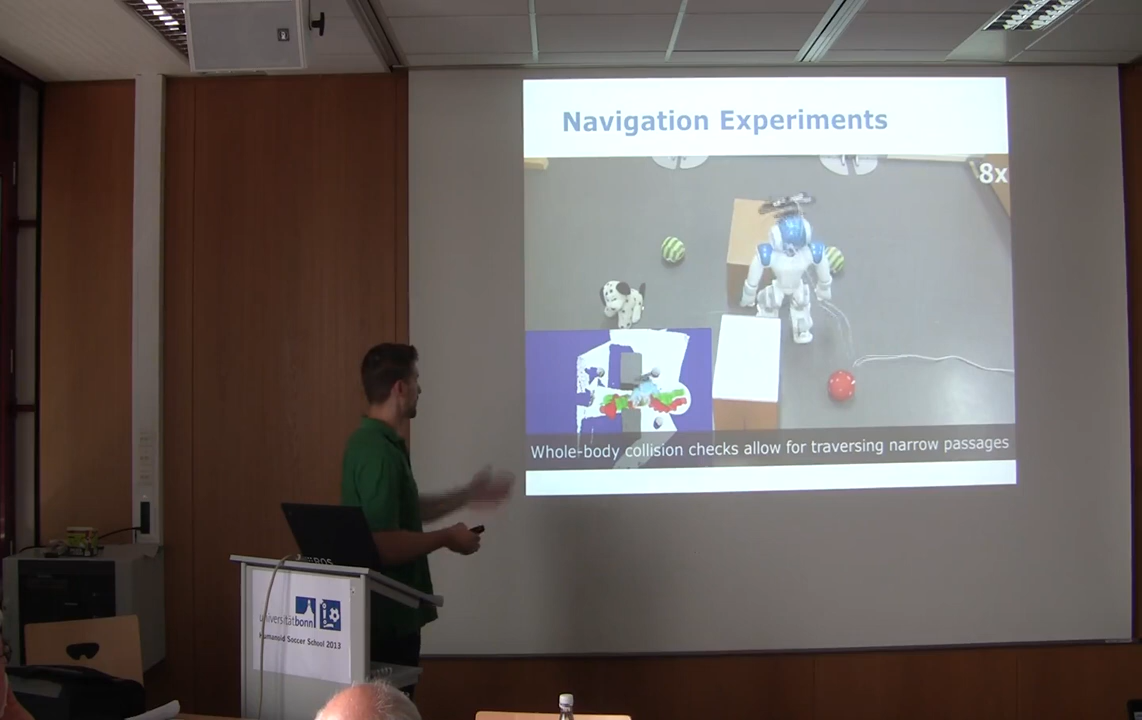 Navigation Experiments
8x
Whole-body collision checks allow for traversing narrow passages
universitätbonn
Humanoid Soccer School 2013